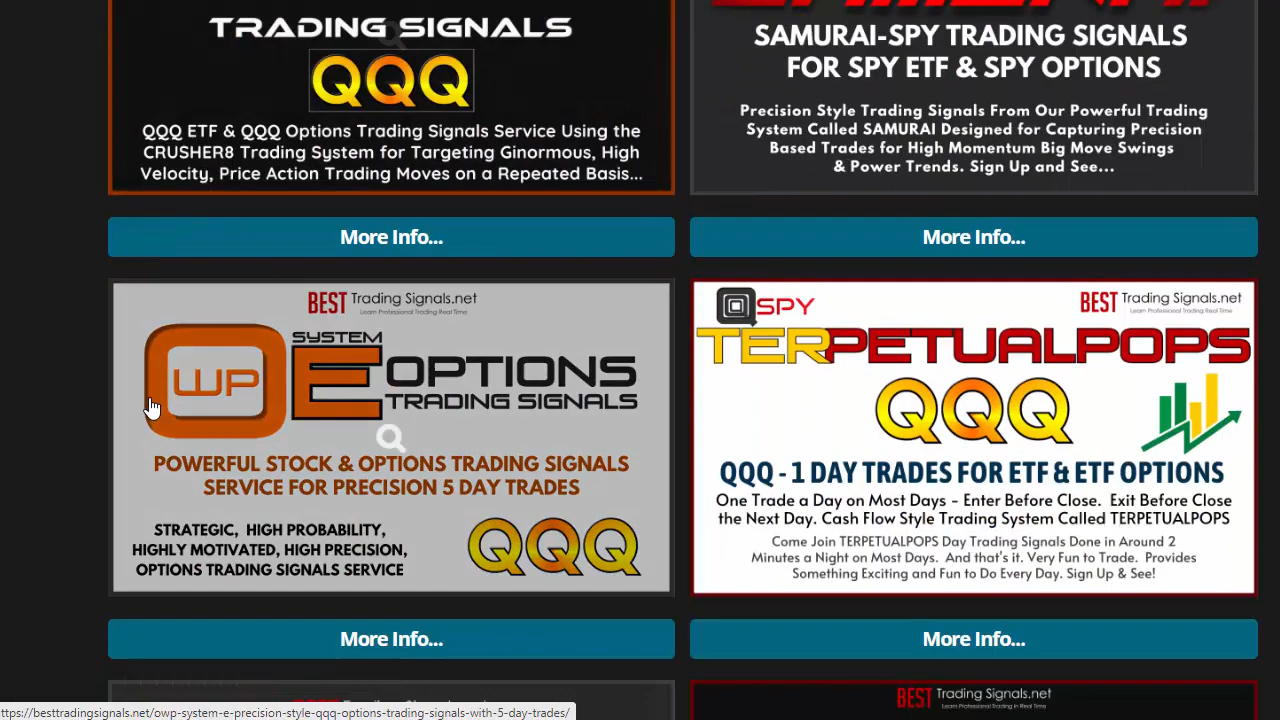 TRADING SIGNALS
QQQ
QQQ ETF & QQQ Options Trading Signals Service Using the
CRUSHER8 Trading System for Targeting Ginormous, High
Velocity, Price Action Trading Moves on a Repeated Basis...
SAMURAI-SPY TRADING SIGNALS
FOR SPY ETF & SPY OPTIONS
Precision Style Trading Signals From Our Powerful Trading
System Called SAMURAI Designed for Capturing Precision
Based Trades for High Momentum Big Move Swings
& Power Trends. Sign Up and See...
More Info...
More Info...
BEST Trading Signals.net
Learn Professional Trading Real Time
WP
SYSTEM
E OPTIONS
TRADING SIGNALS
POWERFUL STOCK & OPTIONS TRADING SIGNALS
SERVICE FOR PRECISION 5 DAY TRADES
STRATEGIC, HIGH PROBABILITY,
HIGHLY MOTIVATED, HIGH PRECISION,
OPTIONS TRADING SIGNALS SERVICE
QQQ
SPY
BEST Trading Signals.net
Learn Professional Trading Real Time
TERPETUALPOPS
QQQ
QQQ - 1 DAY TRADES FOR ETF & ETF OPTIONS
One Trade a Day on Most Days - Enter Before Close. Exit Before Close
the Next Day. Cash Flow Style Trading System Called TERPETUALPOPS
Come Join TERPETUALPOPS Day Trading Signals Done in Around 2
Minutes a Night on Most Days. And that's it. Very Fun to Trade. Provides
Something Exciting and Fun to Do Every Day. Sign Up & See!
More Info...
More Info...
BEST Trading Signals.net
Learn Professional Trading Real Time
ttps://besttradingsignals.net/owp-system-e-precision-style-qqq-options-trading-signals-with-5-day-trades/